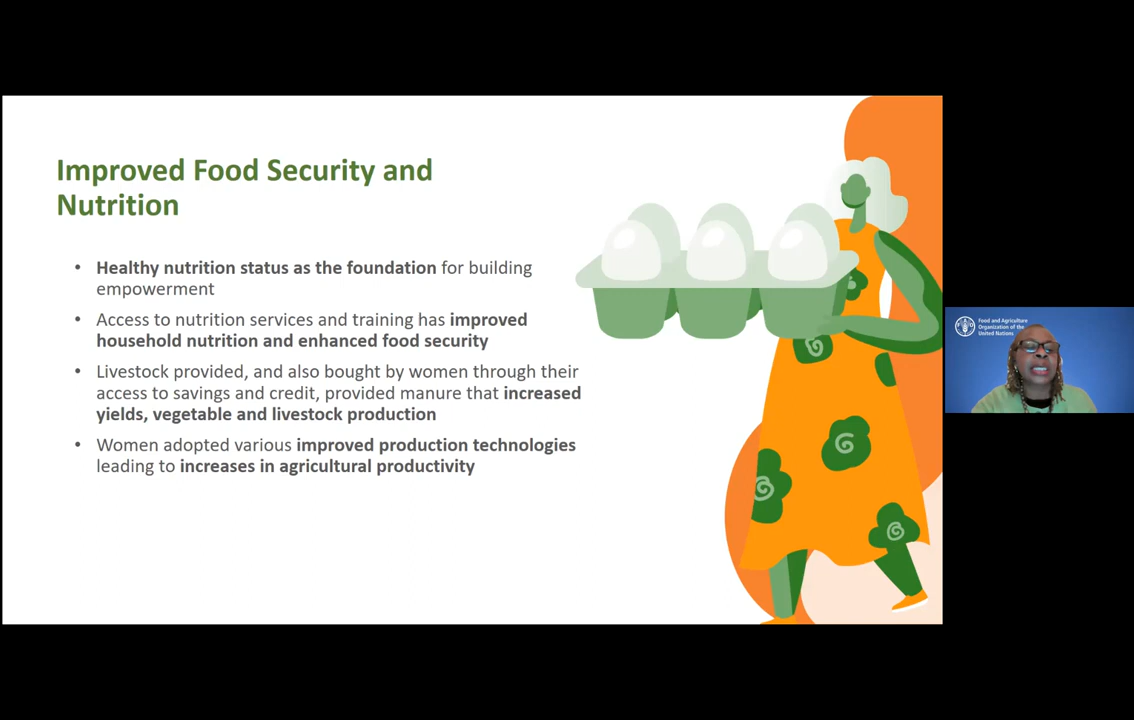 Improved Food Security and
Nutrition
• Healthy nutrition status as the foundation for building
empowerment
• Access to nutrition services and training has improved
household nutrition and enhanced food security
• Livestock provided, and also bought by women through their
access to savings and credit, provided manure that increased
yields, vegetable and livestock production
• Women adopted various improved production technologies
leading to increases in agricultural productivity
Food and Agriculture
Organization of the
United Nations